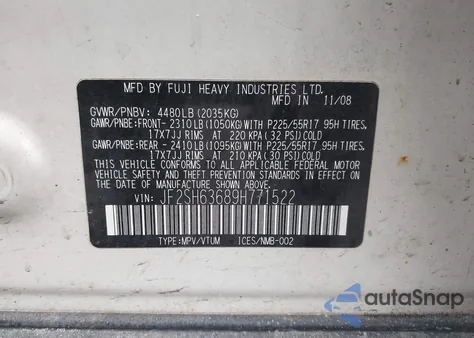 MFD BY FUJI HEAVY INDUSTRIES LTD.
GVWR/PNBV: 4480LB(2035KG) DATE IN 11/08
GAWR/PNBE:FRONT-2310LB(1050KG)WITH P225/55R17 95H TIRES,
17X7JJ RIMS AT 220 KPA (32 PSI)COLD
GAWR/PNBE:REAR -2410LB(1095KG)WITH P225/55R17 95H TIRES,
17X7JJ RIMS AT 210 KPA(30 PSI)COLD
THIS VEHICLE CONFORMS TO ALL APPLICABLE FEDERAL MOTOR
VEHICLE SAFETY AND THEFT PREVENTION STANDARDS IN EFFECT
ON THE DATE OF MANUFACTURE SHOWN ABOVE.
VIN: JF2SH63689H771522
TYPE:MPV/VTUM ICES/NMB-002
autoSnap